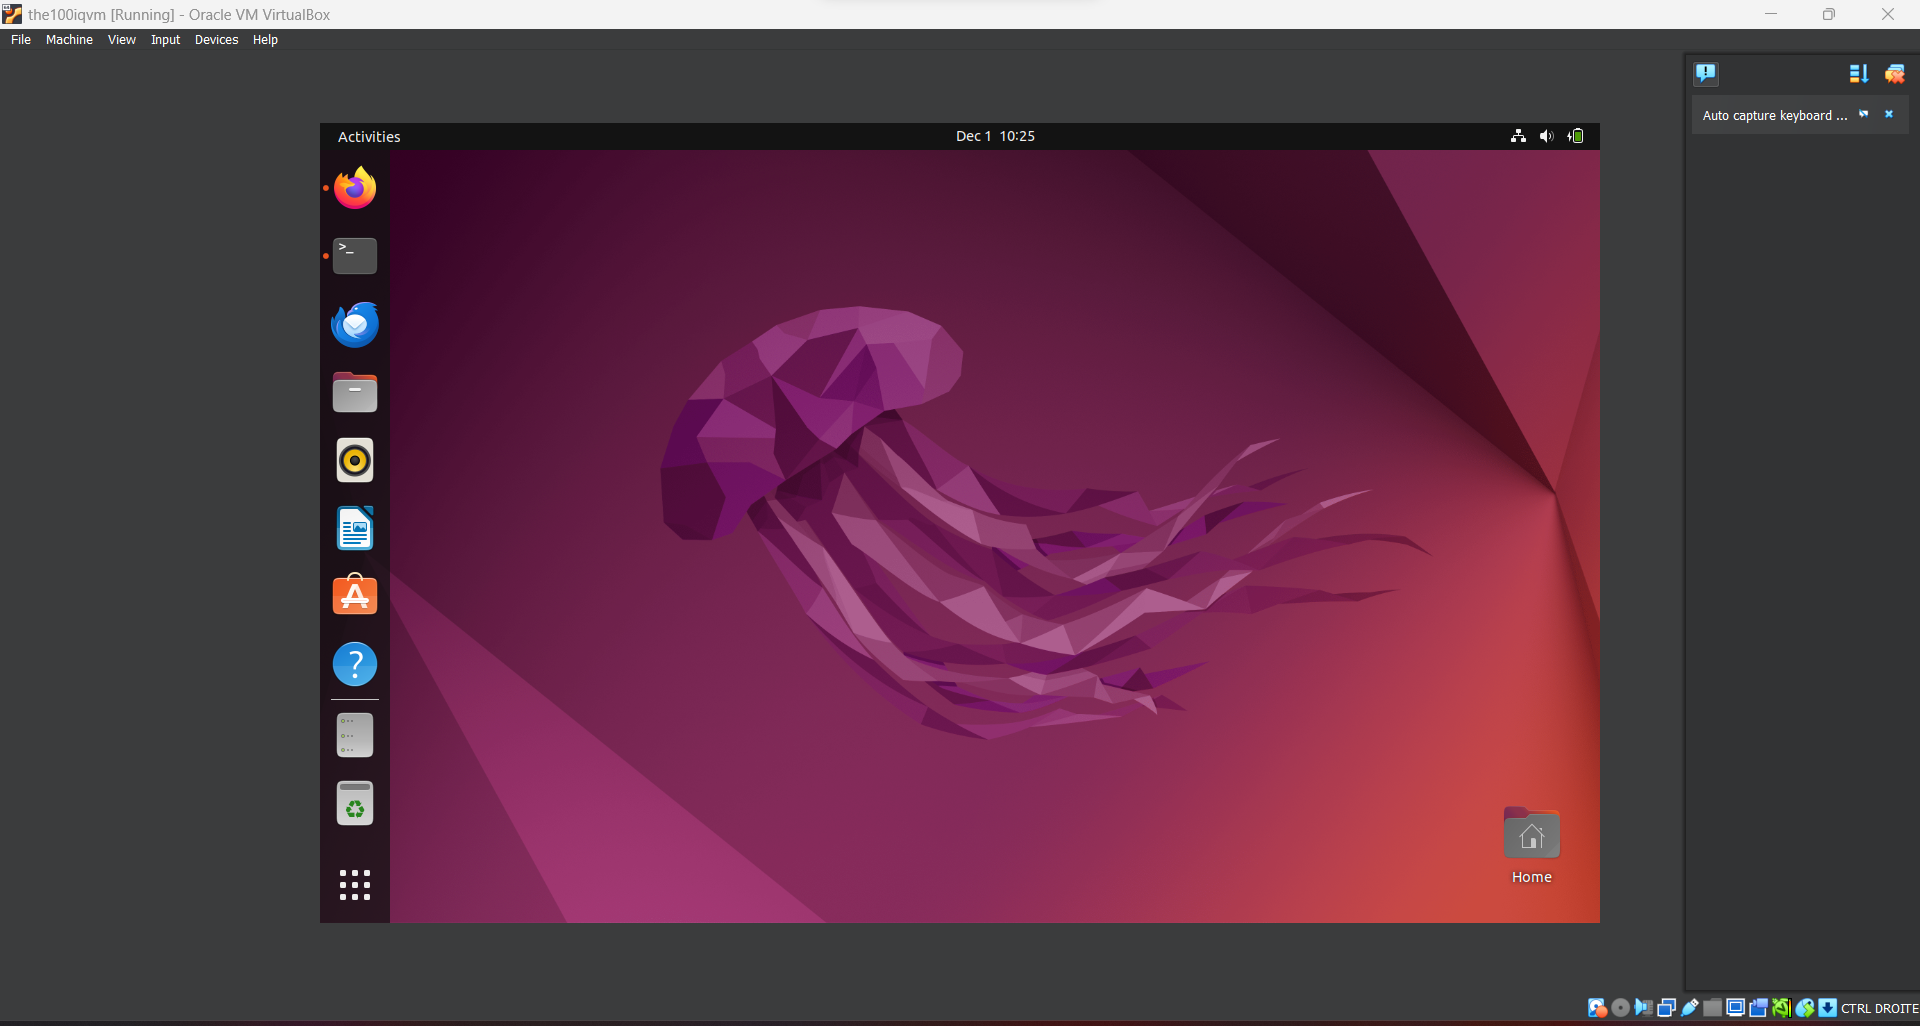 the100iqvm [Running] - Oracle VM VirtualBox
File Machine View Input Devices Help
Auto capture keyboard ...
Activities
Dec 1 10:25
>_
A
?
Home
CTRL DROITE